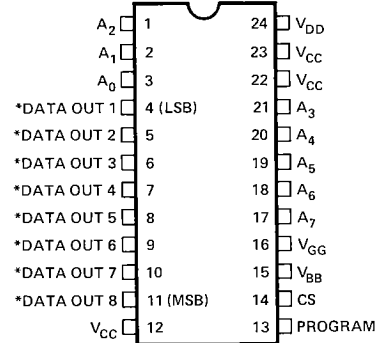 A2 1 24 VDD
A1 2 23 VCC
A0 3 22 VCC
*DATA OUT 1 4 (LSB) 21 A3
*DATA OUT 2 5 20 A4
*DATA OUT 3 6 19 A5
*DATA OUT 4 7 18 A6
*DATA OUT 5 8 17 A7
*DATA OUT 6 9 16 VGG
*DATA OUT 7 10 15 VBB
*DATA OUT 8 11 (MSB) 14 CS
VCC 12 13 PROGRAM